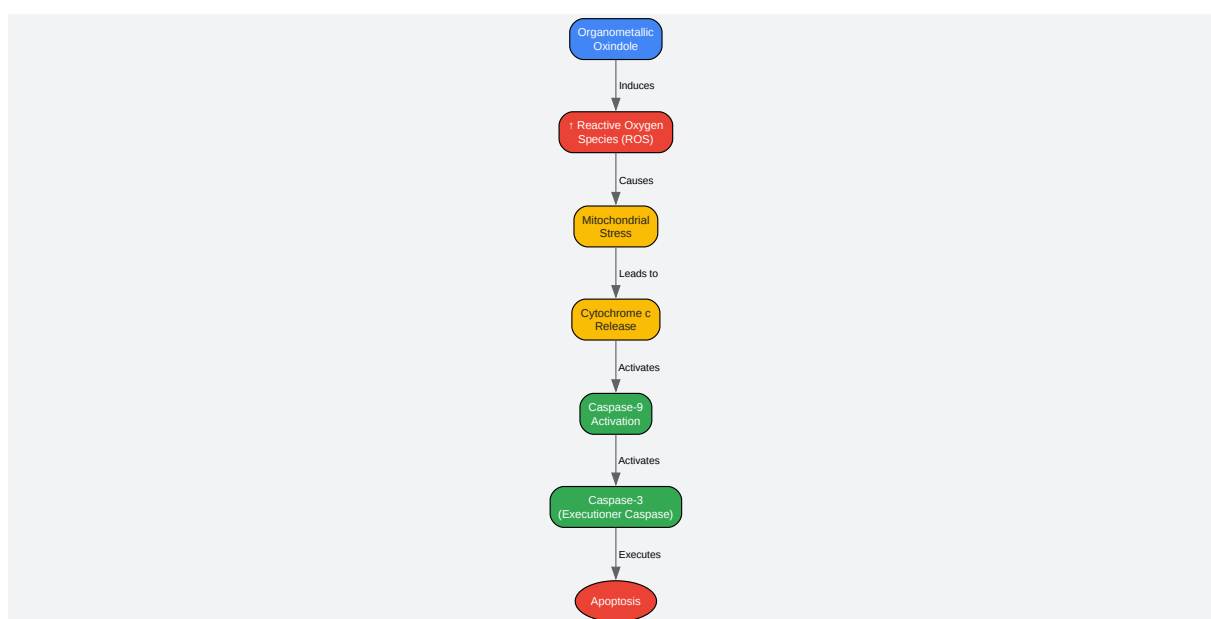 Organometallic
Oxindole
Induces
↑ Reactive Oxygen
Species (ROS)
Causes
Mitochondrial
Stress
Leads to
Cytochrome c
Release
Activates
Caspase-9
Activation
Activates
Caspase-3
(Executioner Caspase)
Executes
Apoptosis